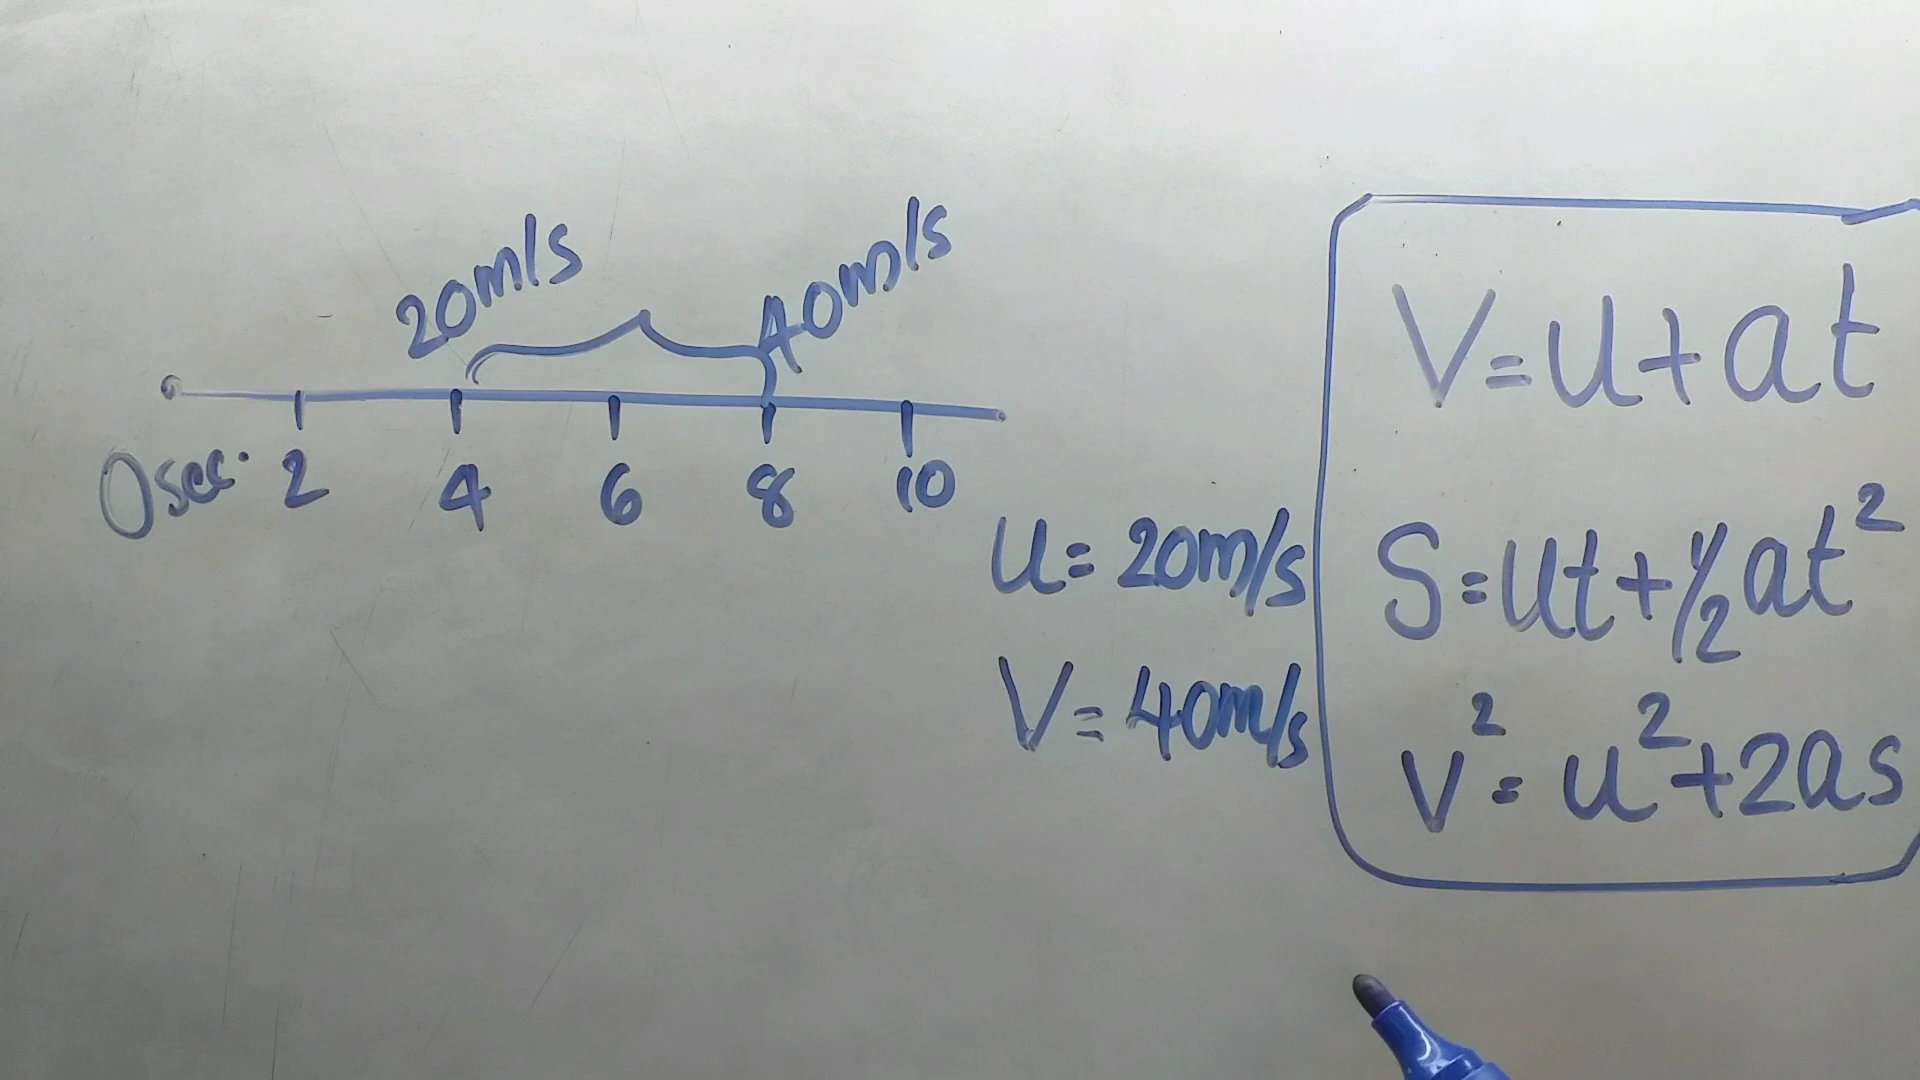 20m/s 40m/s
0sec. 2 4 6 8 10
U= 20m/s
V= 40m/s
V=U+at
S=Ut+1/2at²
V²=u²+2as